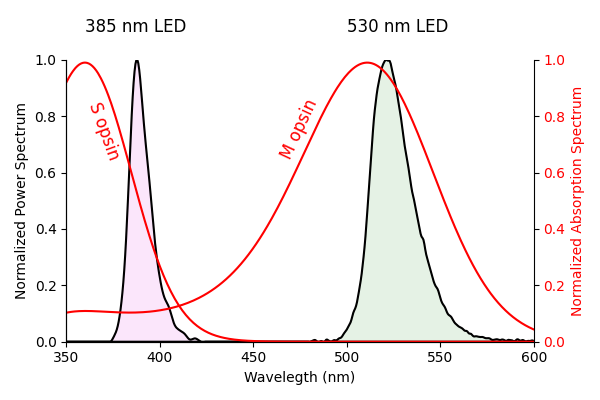 385 nm LED
530 nm LED
Normalized Power Spectrum
1.0
0.8
0.6
0.4
0.2
0.0
S opsin
M opsin
1.0
0.8
0.6
0.4
0.2
0.0
Normalized Absorption Spectrum
350
400
450
500
550
600
Wavelegth (nm)